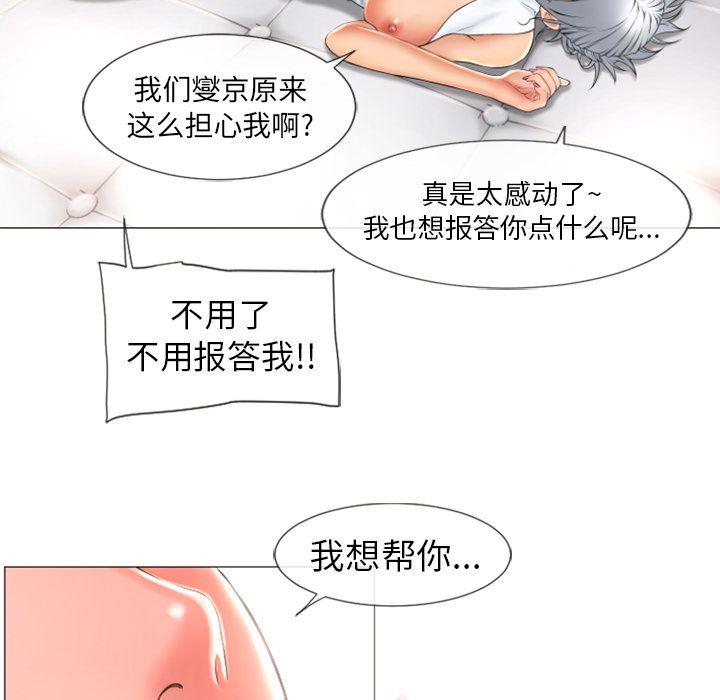 我们燮京原来
这么担心我啊?
真是太感动了~
我也想报答你点什么呢...
不用了
不用报答我!!
我想帮你...